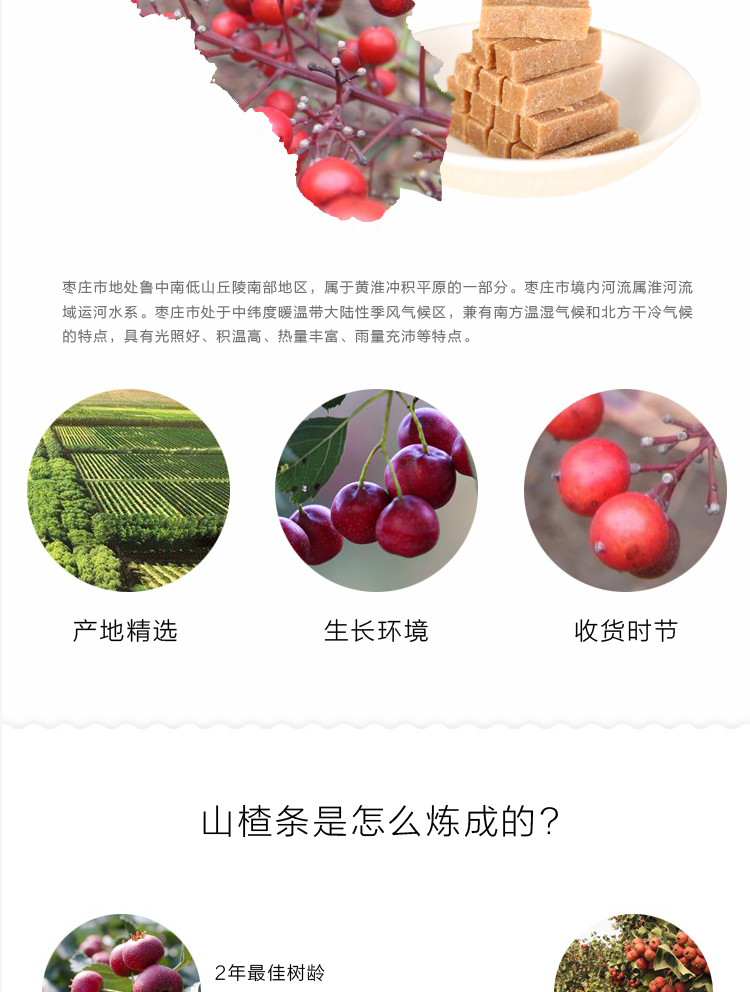 枣庄市地处鲁中南低山丘陵南部地区，属于黄淮冲积平原的一部分。枣庄市境内河流属淮河流
域运河水系。枣庄市处于中纬度暖温带大陆性季风气候区，兼有南方温湿气候和北方干冷气候
的特点，具有光照好、积温高、热量丰富、雨量充沛等特点。
产地精选
生长环境
收货时节
山楂条是怎么炼成的？
2年最佳树龄